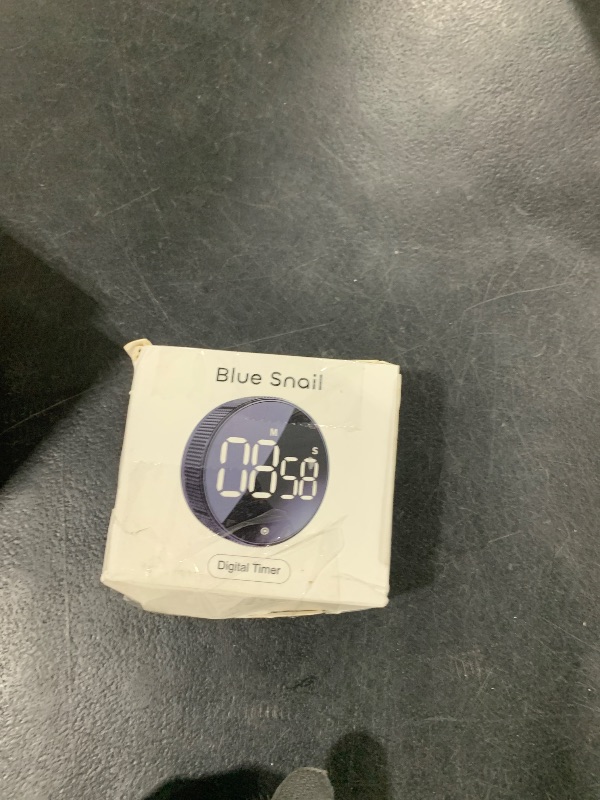 Blue Snail
M
S
08 58
Digital Timer